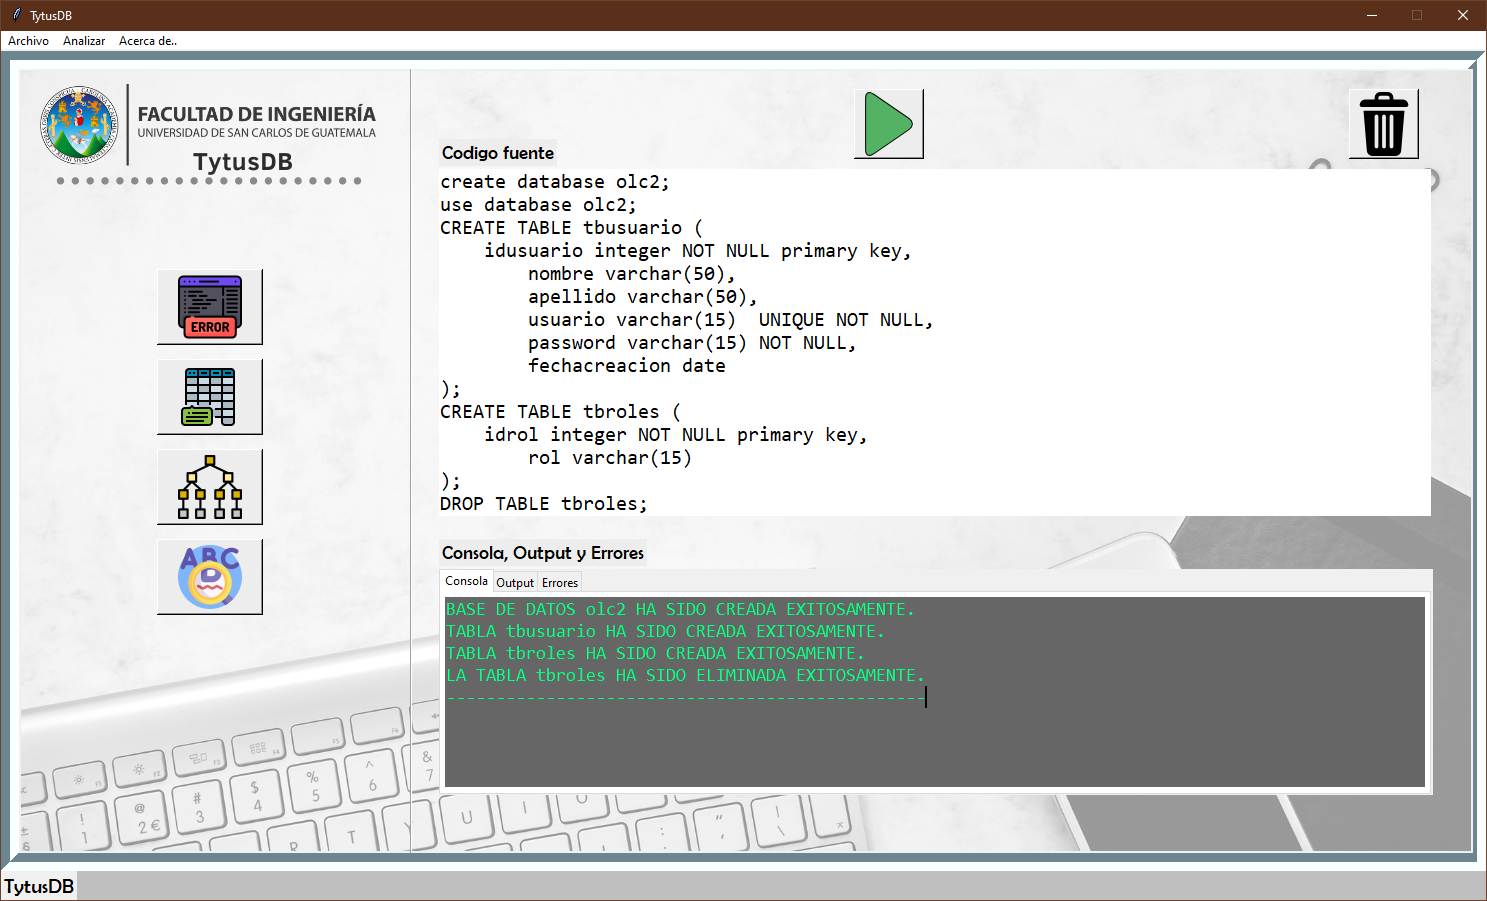 TytusDB
Archivo Analizar Acerca de..
FACULTAD DE INGENIERÍA
UNIVERSIDAD DE SAN CARLOS DE GUATEMALA
TytusDB
ERROR
ABC
Codigo fuente
create database olc2;
use database olc2;
CREATE TABLE tbusuario (
    idusuario integer NOT NULL primary key,
        nombre varchar(50),
        apellido varchar(50),
        usuario varchar(15)  UNIQUE NOT NULL,
        password varchar(15) NOT NULL,
        fechacreacion date
);
CREATE TABLE tbroles (
    idrol integer NOT NULL primary key,
        rol varchar(15)
);
DROP TABLE tbroles;
Consola, Output y Errores
Consola Output Errores
BASE DE DATOS olc2 HA SIDO CREADA EXITOSAMENTE.
TABLA tbusuario HA SIDO CREADA EXITOSAMENTE.
TABLA tbroles HA SIDO CREADA EXITOSAMENTE.
LA TABLA tbroles HA SIDO ELIMINADA EXITOSAMENTE.
------------------------------------------------
TytusDB